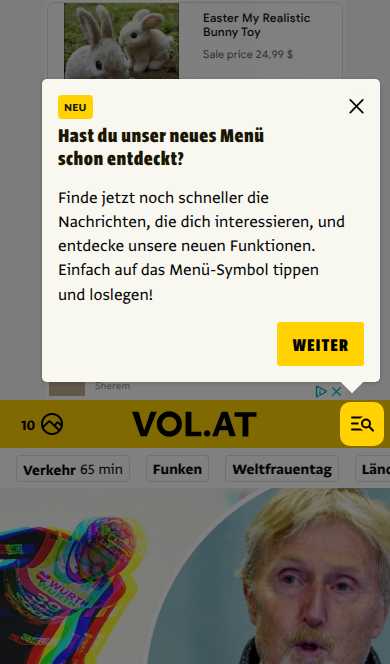 Easter My Realistic
Bunny Toy
Sale price 24,99 $
NEU
Hast du unser neues Menü
schon entdeckt?
Finde jetzt noch schneller die
Nachrichten, die dich interessieren, und
entdecke unsere neuen Funktionen.
Einfach auf das Menü-Symbol tippen
und loslegen!
WEITER
Sherem
10 VOL.AT
Verkehr 65 min Funken Weltfrauentag Länd
WÜRTH